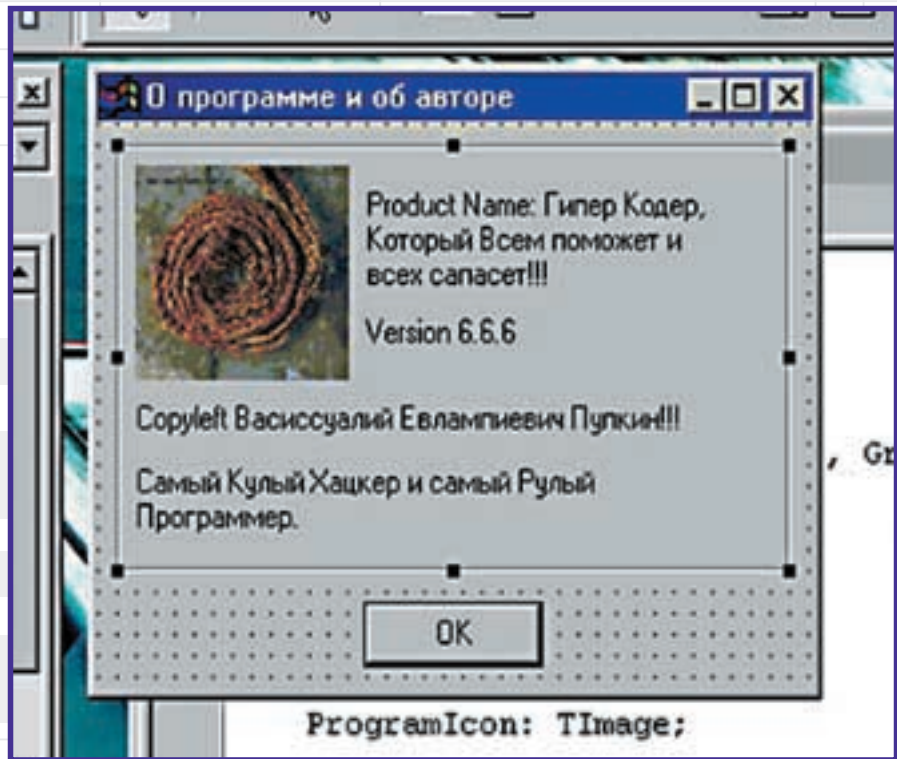 О программе и об авторе
Product Name: Гипер Кодер,
Который Всем поможет и
всех сапасет!!!
Version 6.6.6
Copyleft Васиссуалий Евлампиевич Пупкин!!!
Самый Кулый Хацкер и самый Рулый
Программер.
, Gr
OK
ProgramIcon: TImage;